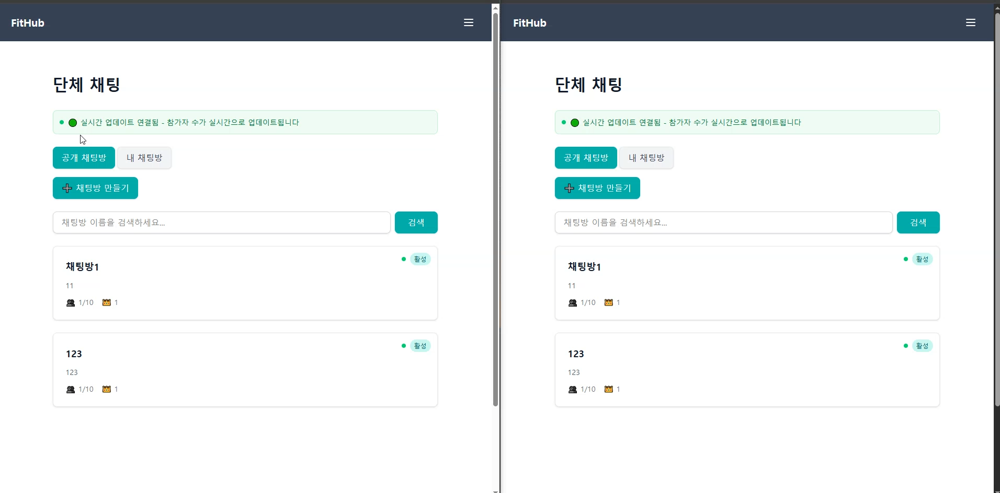 FitHub
단체 채팅
실시간 업데이트 연결됨 - 참가자 수가 실시간으로 업데이트됩니다
공개 채팅방 내 채팅방
➕ 채팅방 만들기
채팅방 이름을 검색하세요... 검색
채팅방1 활성
11
👥 1/10 👑 1
123 활성
123
👥 1/10 👑 1
FitHub
단체 채팅
실시간 업데이트 연결됨 - 참가자 수가 실시간으로 업데이트됩니다
공개 채팅방 내 채팅방
➕ 채팅방 만들기
채팅방 이름을 검색하세요... 검색
채팅방1 활성
11
👥 1/10 👑 1
123 활성
123
👥 1/10 👑 1